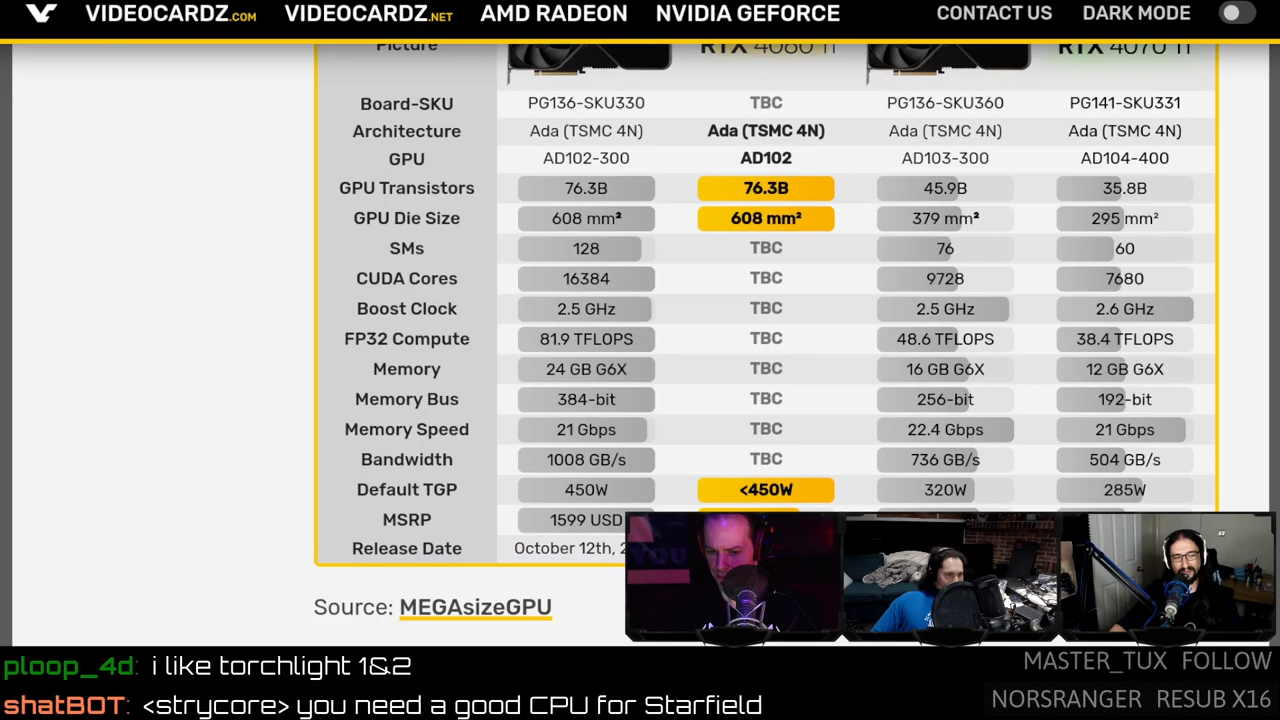 VIDEOCARDZ.COM VIDEOCARDZ.NET AMD RADEON NVIDIA GEFORCE CONTACT US DARK MODE
Picture RTX 4080 Ti RTX 4070 Ti
Board-SKU PG136-SKU330 TBC PG136-SKU360 PG141-SKU331
Architecture Ada (TSMC 4N) Ada (TSMC 4N) Ada (TSMC 4N) Ada (TSMC 4N)
GPU AD102-300 AD102 AD103-300 AD104-400
GPU Transistors 76.3B 76.3B 45.9B 35.8B
GPU Die Size 608 mm² 608 mm² 379 mm² 295 mm²
SMs 128 TBC 76 60
CUDA Cores 16384 TBC 9728 7680
Boost Clock 2.5 GHz TBC 2.5 GHz 2.6 GHz
FP32 Compute 81.9 TFLOPS TBC 48.6 TFLOPS 38.4 TFLOPS
Memory 24 GB G6X TBC 16 GB G6X 12 GB G6X
Memory Bus 384-bit TBC 256-bit 192-bit
Memory Speed 21 Gbps TBC 22.4 Gbps 21 Gbps
Bandwidth 1008 GB/s TBC 736 GB/s 504 GB/s
Default TGP 450W <450W 320W 285W
MSRP 1599 USD
Release Date October 12th,
Source: MEGAsizeGPU
ploop_4d: i like torchlight 1&2
shatBOT: <strycore> you need a good CPU for Starfield
MASTER_TUX FOLLOW
NORSRANGER RESUB X16